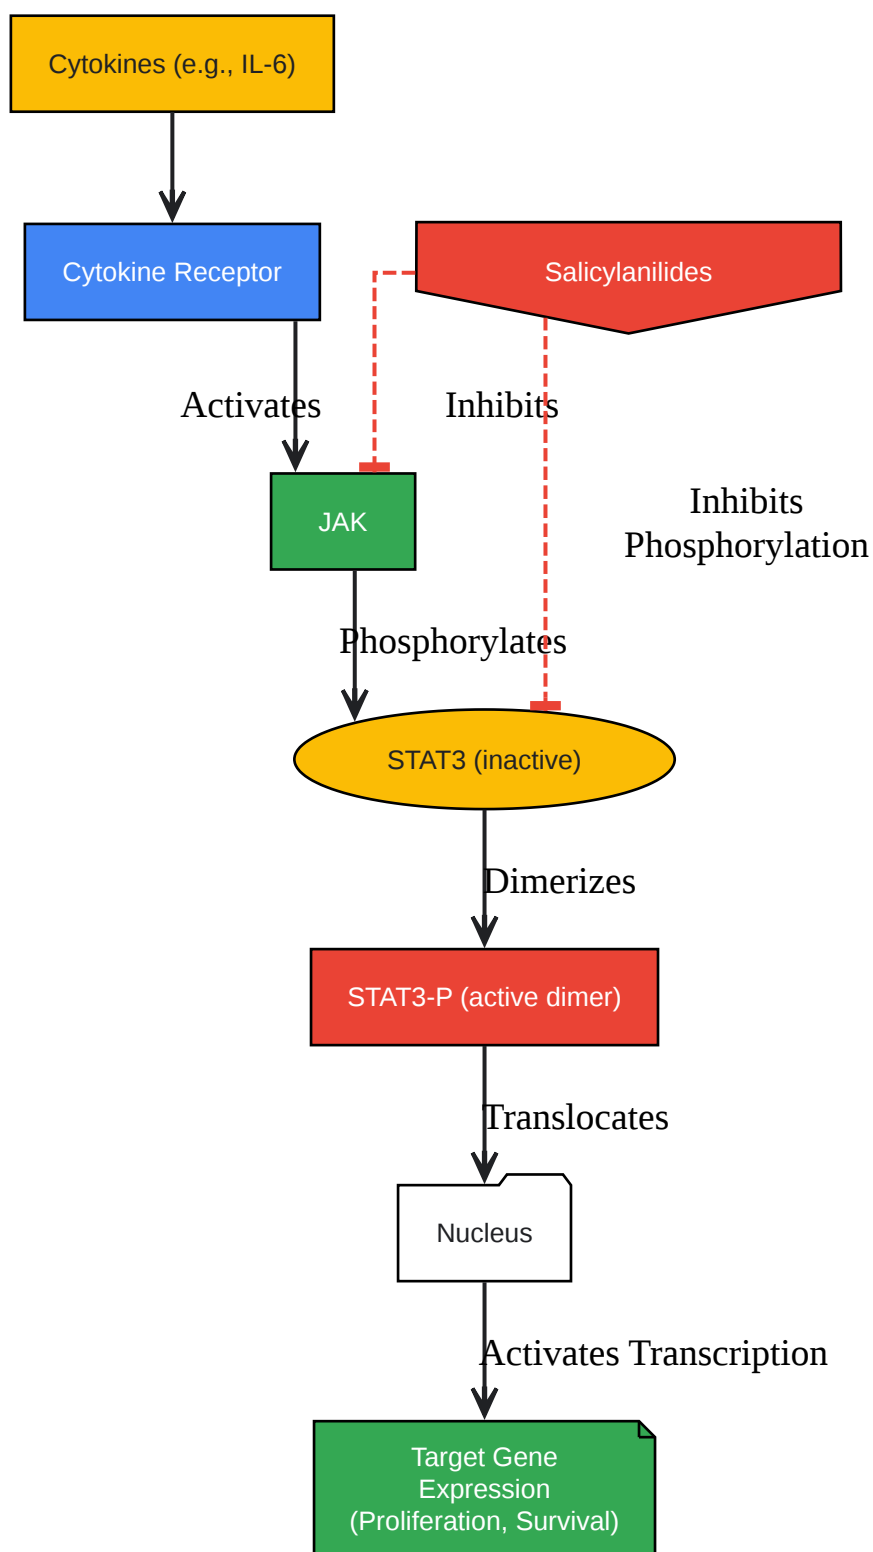 Cytokines (e.g., IL-6)
Cytokine Receptor
Salicylanilides
Activates
Inhibits
Inhibits
Phosphorylation
JAK
Phosphorylates
STAT3 (inactive)
Dimerizes
STAT3-P (active dimer)
Translocates
Nucleus
Activates Transcription
Target Gene
Expression
(Proliferation, Survival)